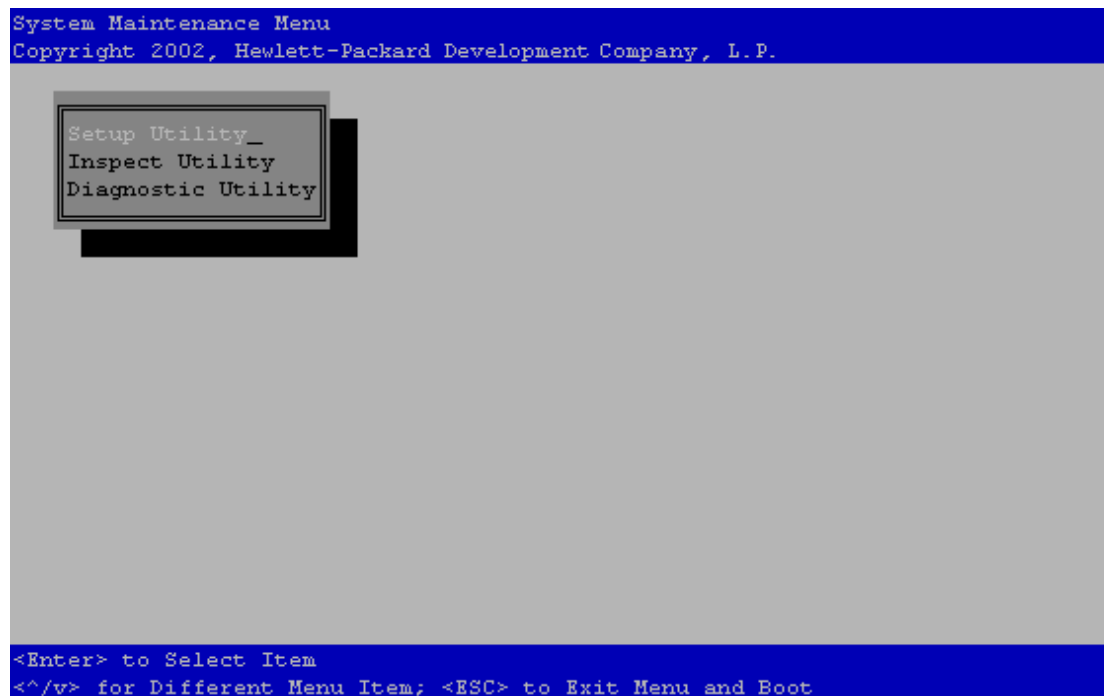 System Maintenance Menu
Copyright 2002, Hewlett-Packard Development Company, L.P.
Setup Utility_
Inspect Utility
Diagnostic Utility
<Enter> to Select Item
<^/v> for Different Menu Item; <ESC> to Exit Menu and Boot